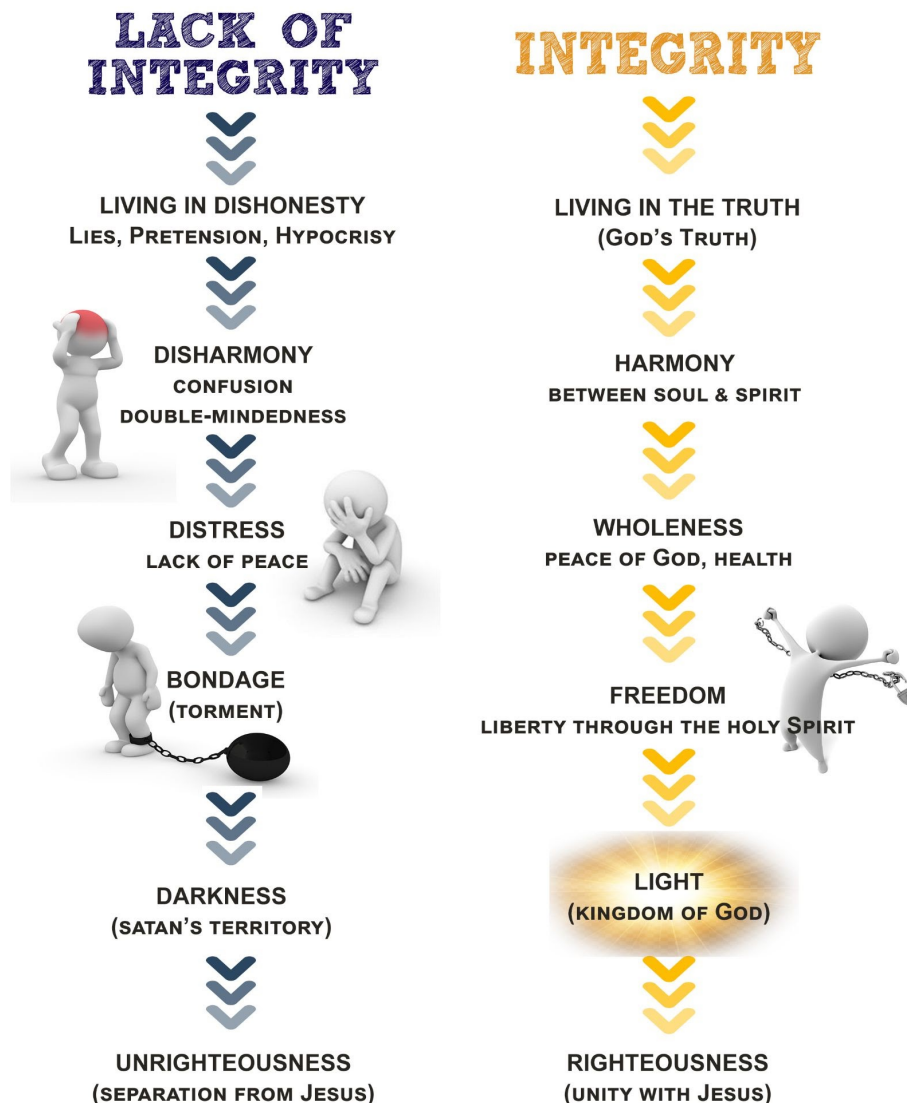 LACK OF
INTEGRITY
LIVING IN DISHONESTY
LIES, PRETENSION, HYPOCRISY
DISHARMONY
CONFUSION
DOUBLE-MINDEDNESS
DISTRESS
LACK OF PEACE
BONDAGE
(TORMENT)
DARKNESS
(SATAN'S TERRITORY)
UNRIGHTEOUSNESS
(SEPARATION FROM JESUS)
INTEGRITY
LIVING IN THE TRUTH
(GOD'S TRUTH)
HARMONY
BETWEEN SOUL & SPIRIT
WHOLENESS
PEACE OF GOD, HEALTH
FREEDOM
LIBERTY THROUGH THE HOLY SPIRIT
LIGHT
(KINGDOM OF GOD)
RIGHTEOUSNESS
(UNITY WITH JESUS)